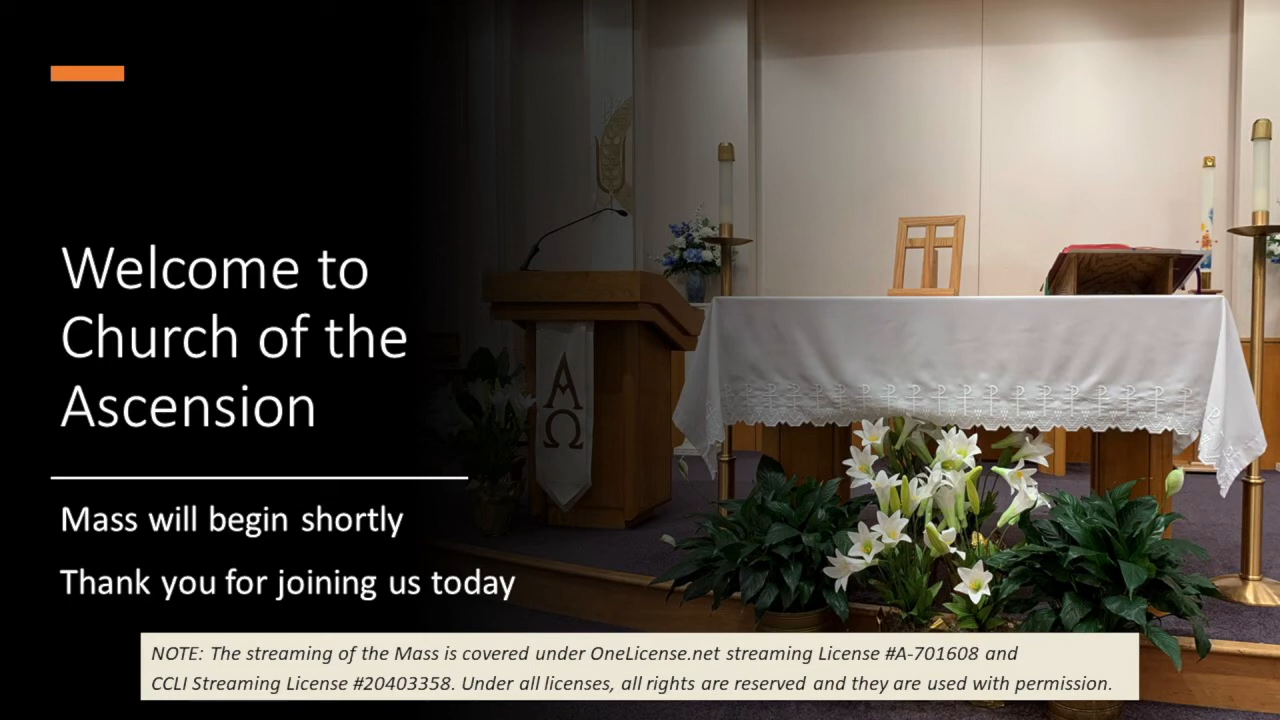 Welcome to
Church of the
Ascension
Mass will begin shortly
Thank you for joining us today
NOTE: The streaming of the Mass is covered under OneLicense.net streaming License #A-701608 and
CCLI Streaming License #20403358. Under all licenses, all rights are reserved and they are used with permission.
ΑΩ